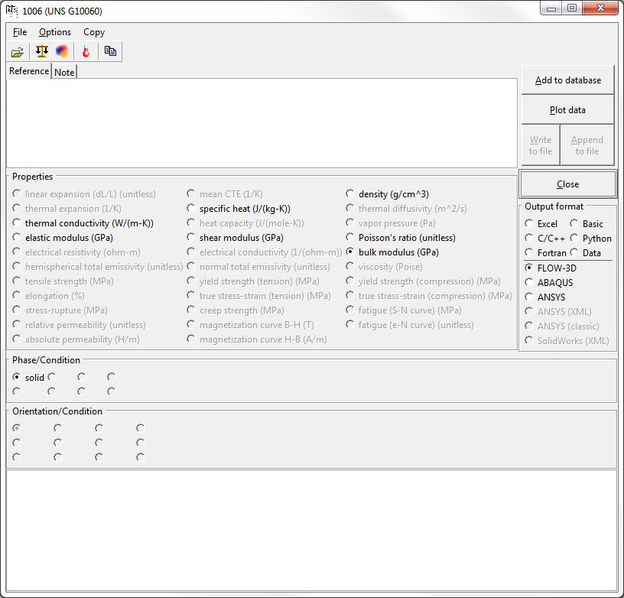 1006 (UNS G10060)
File Options Copy
Reference Note
Add to database
Plot data
Write to file
Append to file
Close
Properties
linear expansion (dL/L) (unitless) mean CTE (1/K) density (g/cm^3)
thermal expansion (1/K) specific heat (J/(kg-K)) thermal diffusivity (m^2/s)
thermal conductivity (W/(m-K)) heat capacity (J/(mole-K)) vapor pressure (Pa)
elastic modulus (GPa) shear modulus (GPa) Poisson's ratio (unitless)
electrical resistivity (ohm-m) electrical conductivity (1/(ohm-m)) bulk modulus (GPa)
hemispherical total emissivity (unitless) normal total emissivity (unitless) viscosity (Poise)
tensile strength (MPa) yield strength (tension) (MPa) yield strength (compression) (MPa)
elongation (%) true stress-strain (tension) (MPa) true stress-strain (compression) (MPa)
stress-rupture (MPa) creep strength (MPa) fatigue (S-N curve) (MPa)
relative permeability (unitless) magnetization curve B-H (T) fatigue (e-N curve) (unitless)
absolute permeability (H/m) magnetization curve H-B (A/m)
Output format
Excel Basic
C/C++ Python
Fortran Data
FLOW-3D
ABAQUS
ANSYS
ANSYS (XML)
ANSYS (classic)
SolidWorks (XML)
Phase/Condition
solid
Orientation/Condition